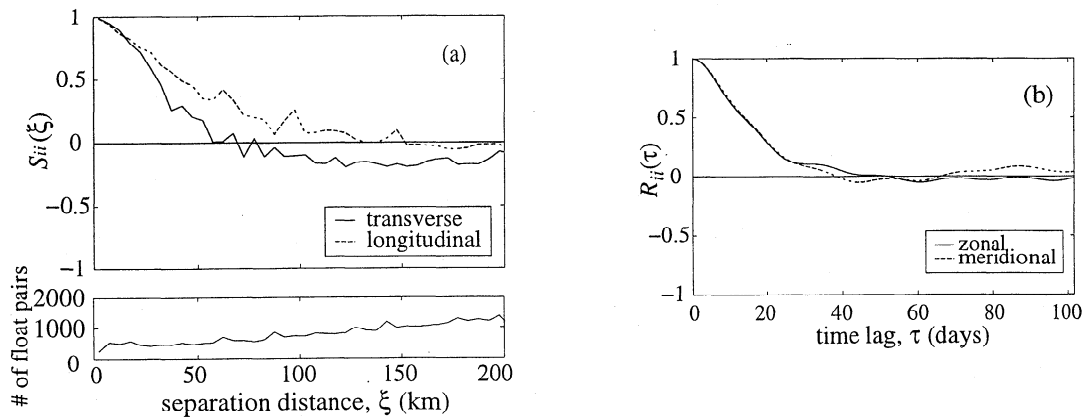 (a)
1
0.5
0
−0.5
−1
S_ii(ξ)
transverse
longitudinal
# of float pairs
2000
1000
0
0 50 100 150 200
separation distance, ξ (km)
(b)
1
0.5
0
−0.5
−1
R_ii(τ)
zonal
meridional
0 20 40 60 80 100
time lag, τ (days)